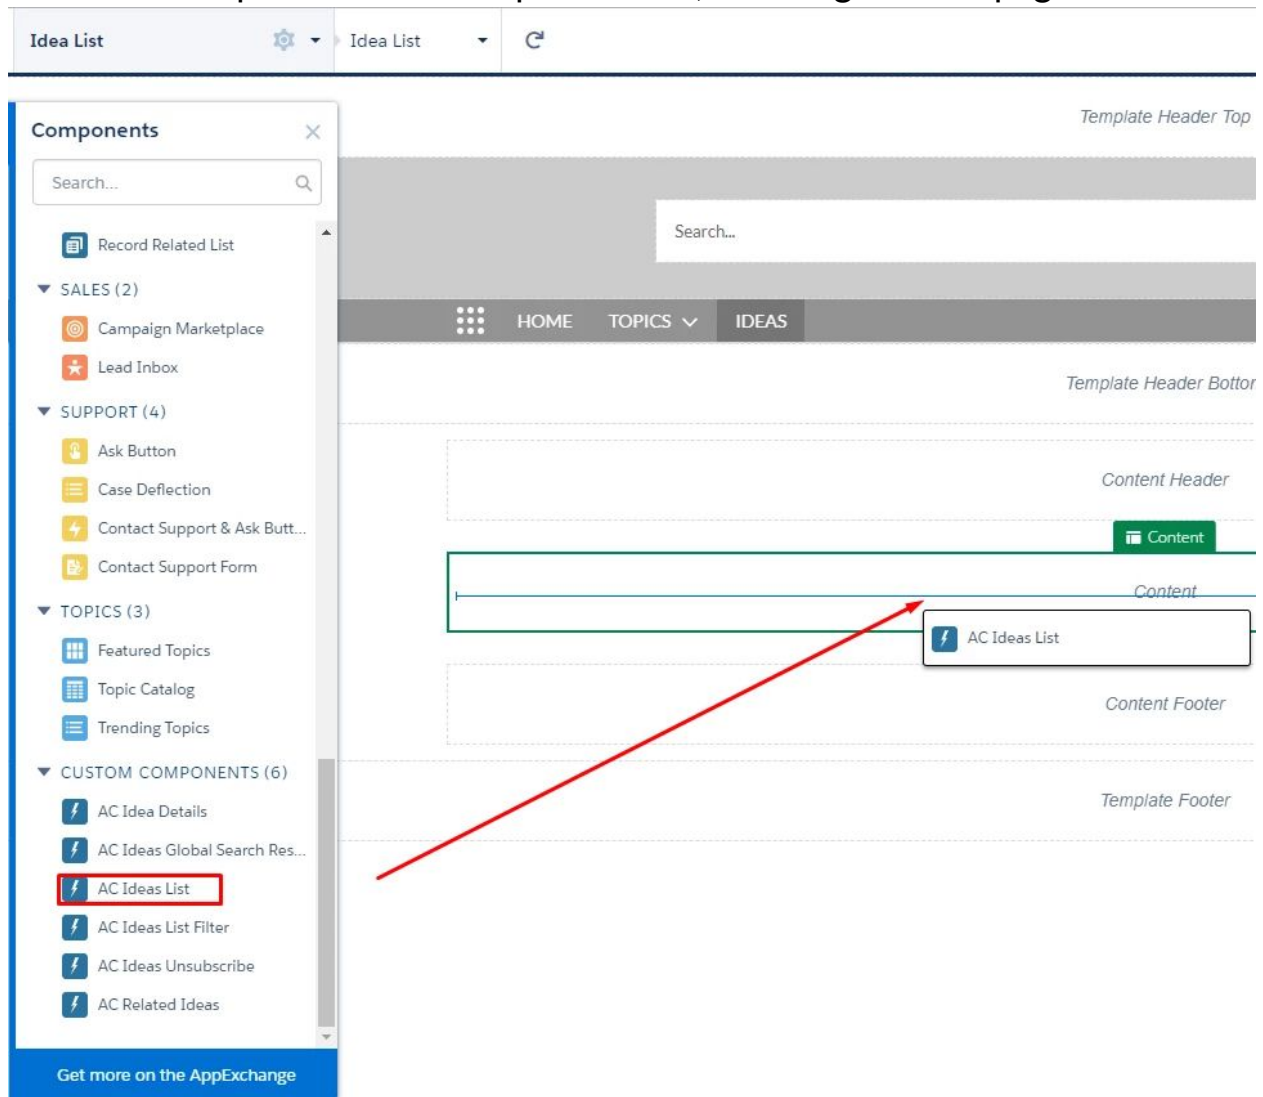 Idea List
Idea List
Components
Search...
Record Related List
SALES (2)
Campaign Marketplace
Lead Inbox
SUPPORT (4)
Ask Button
Case Deflection
Contact Support & Ask Butt...
Contact Support Form
TOPICS (3)
Featured Topics
Topic Catalog
Trending Topics
CUSTOM COMPONENTS (6)
AC Idea Details
AC Ideas Global Search Res...
AC Ideas List
AC Ideas List Filter
AC Ideas Unsubscribe
AC Related Ideas
Get more on the AppExchange
Template Header Top
Search...
HOME TOPICS IDEAS
Template Header Bottor
Content Header
Content
Content
AC Ideas List
Content Footer
Template Footer